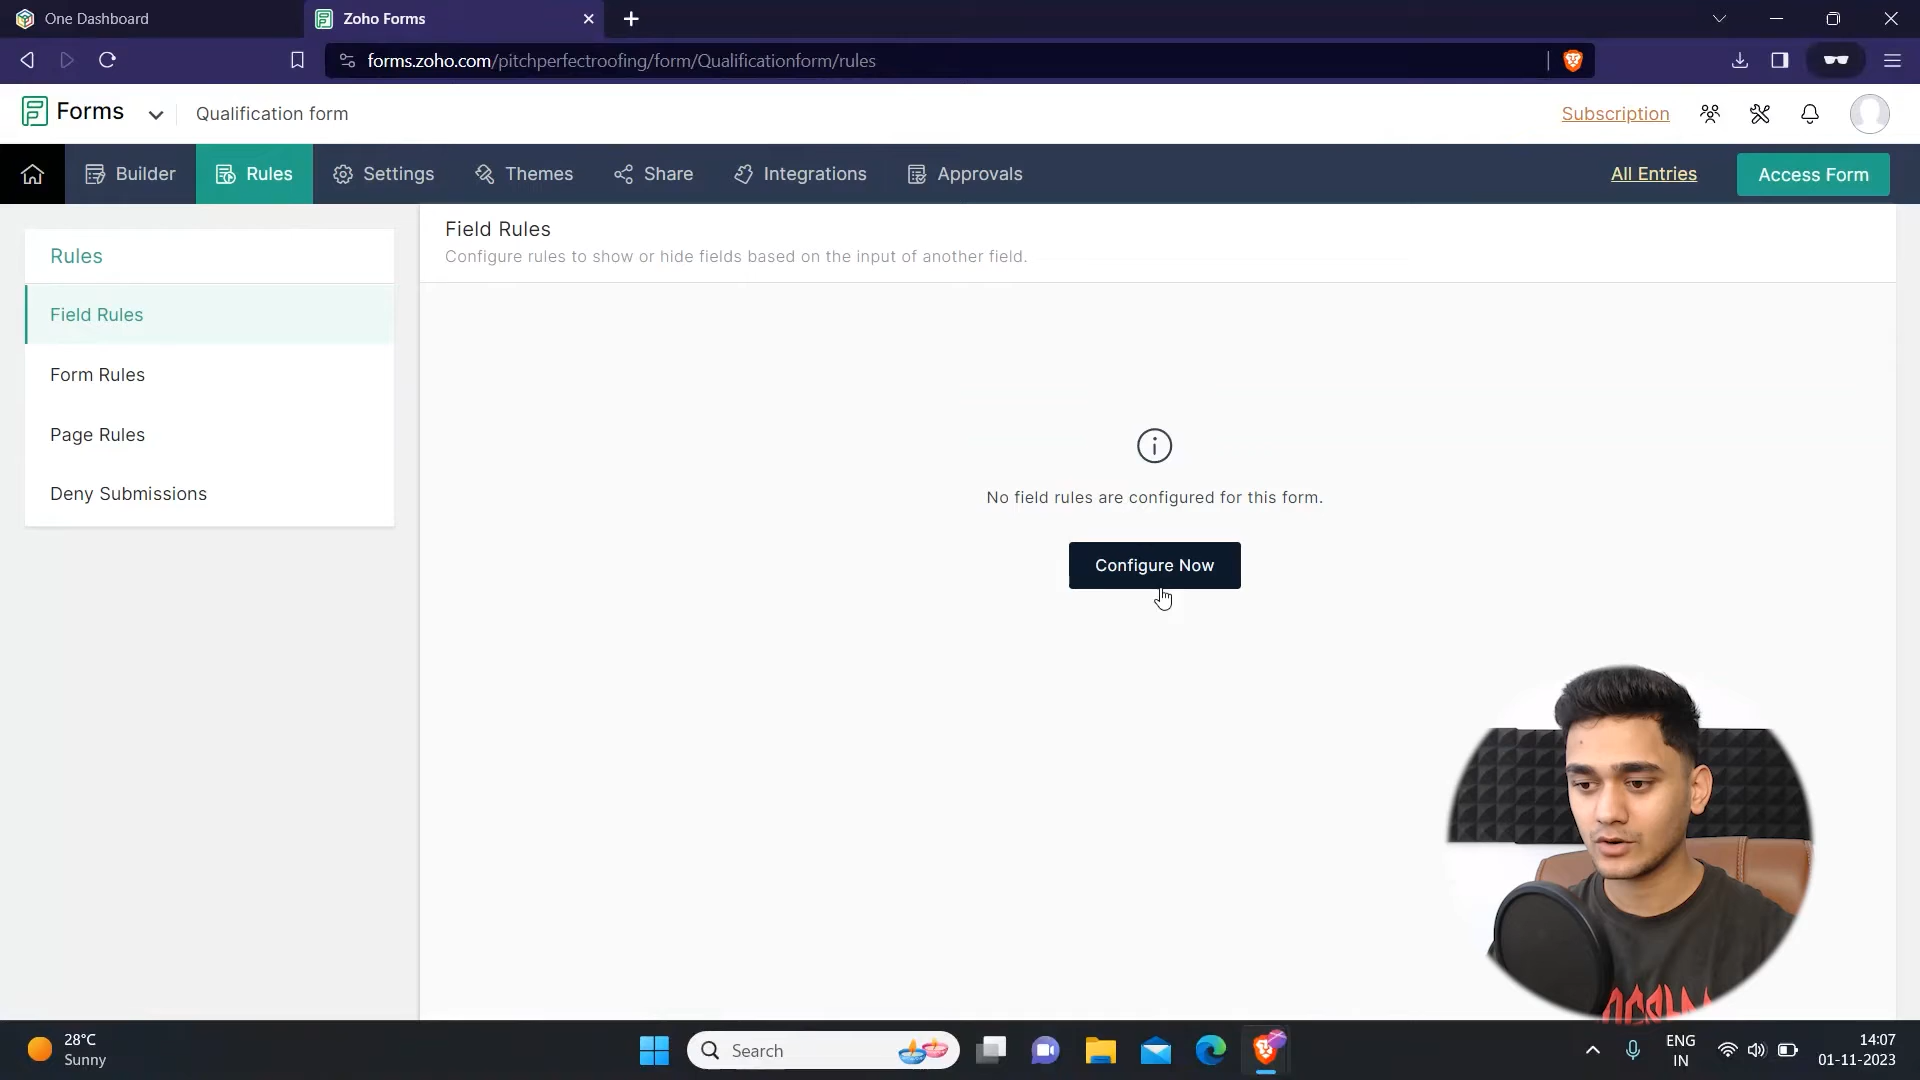 One Dashboard
Zoho Forms
forms.zoho.com/pitchperfectroofing/form/Qualificationform/rules
Forms
Qualification form
Subscription
Builder
Rules
Settings
Themes
Share
Integrations
Approvals
All Entries
Access Form
Rules
Field Rules
Form Rules
Page Rules
Deny Submissions
Field Rules
Configure rules to show or hide fields based on the input of another field.
No field rules are configured for this form.
Configure Now
28°C
Sunny
Search
ENG
IN
14:07
01-11-2023